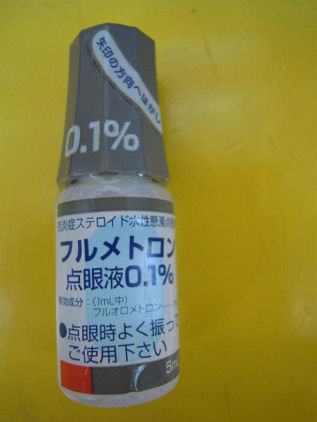 矢印の方向へはがし
0.1%
抗炎症ステロイド水性懸濁点眼
フルメトロン
点眼液0.1%
有効成分：(1mL中)
フルオロメトロン
●点眼時よく振って
ご使用下さい
5mL